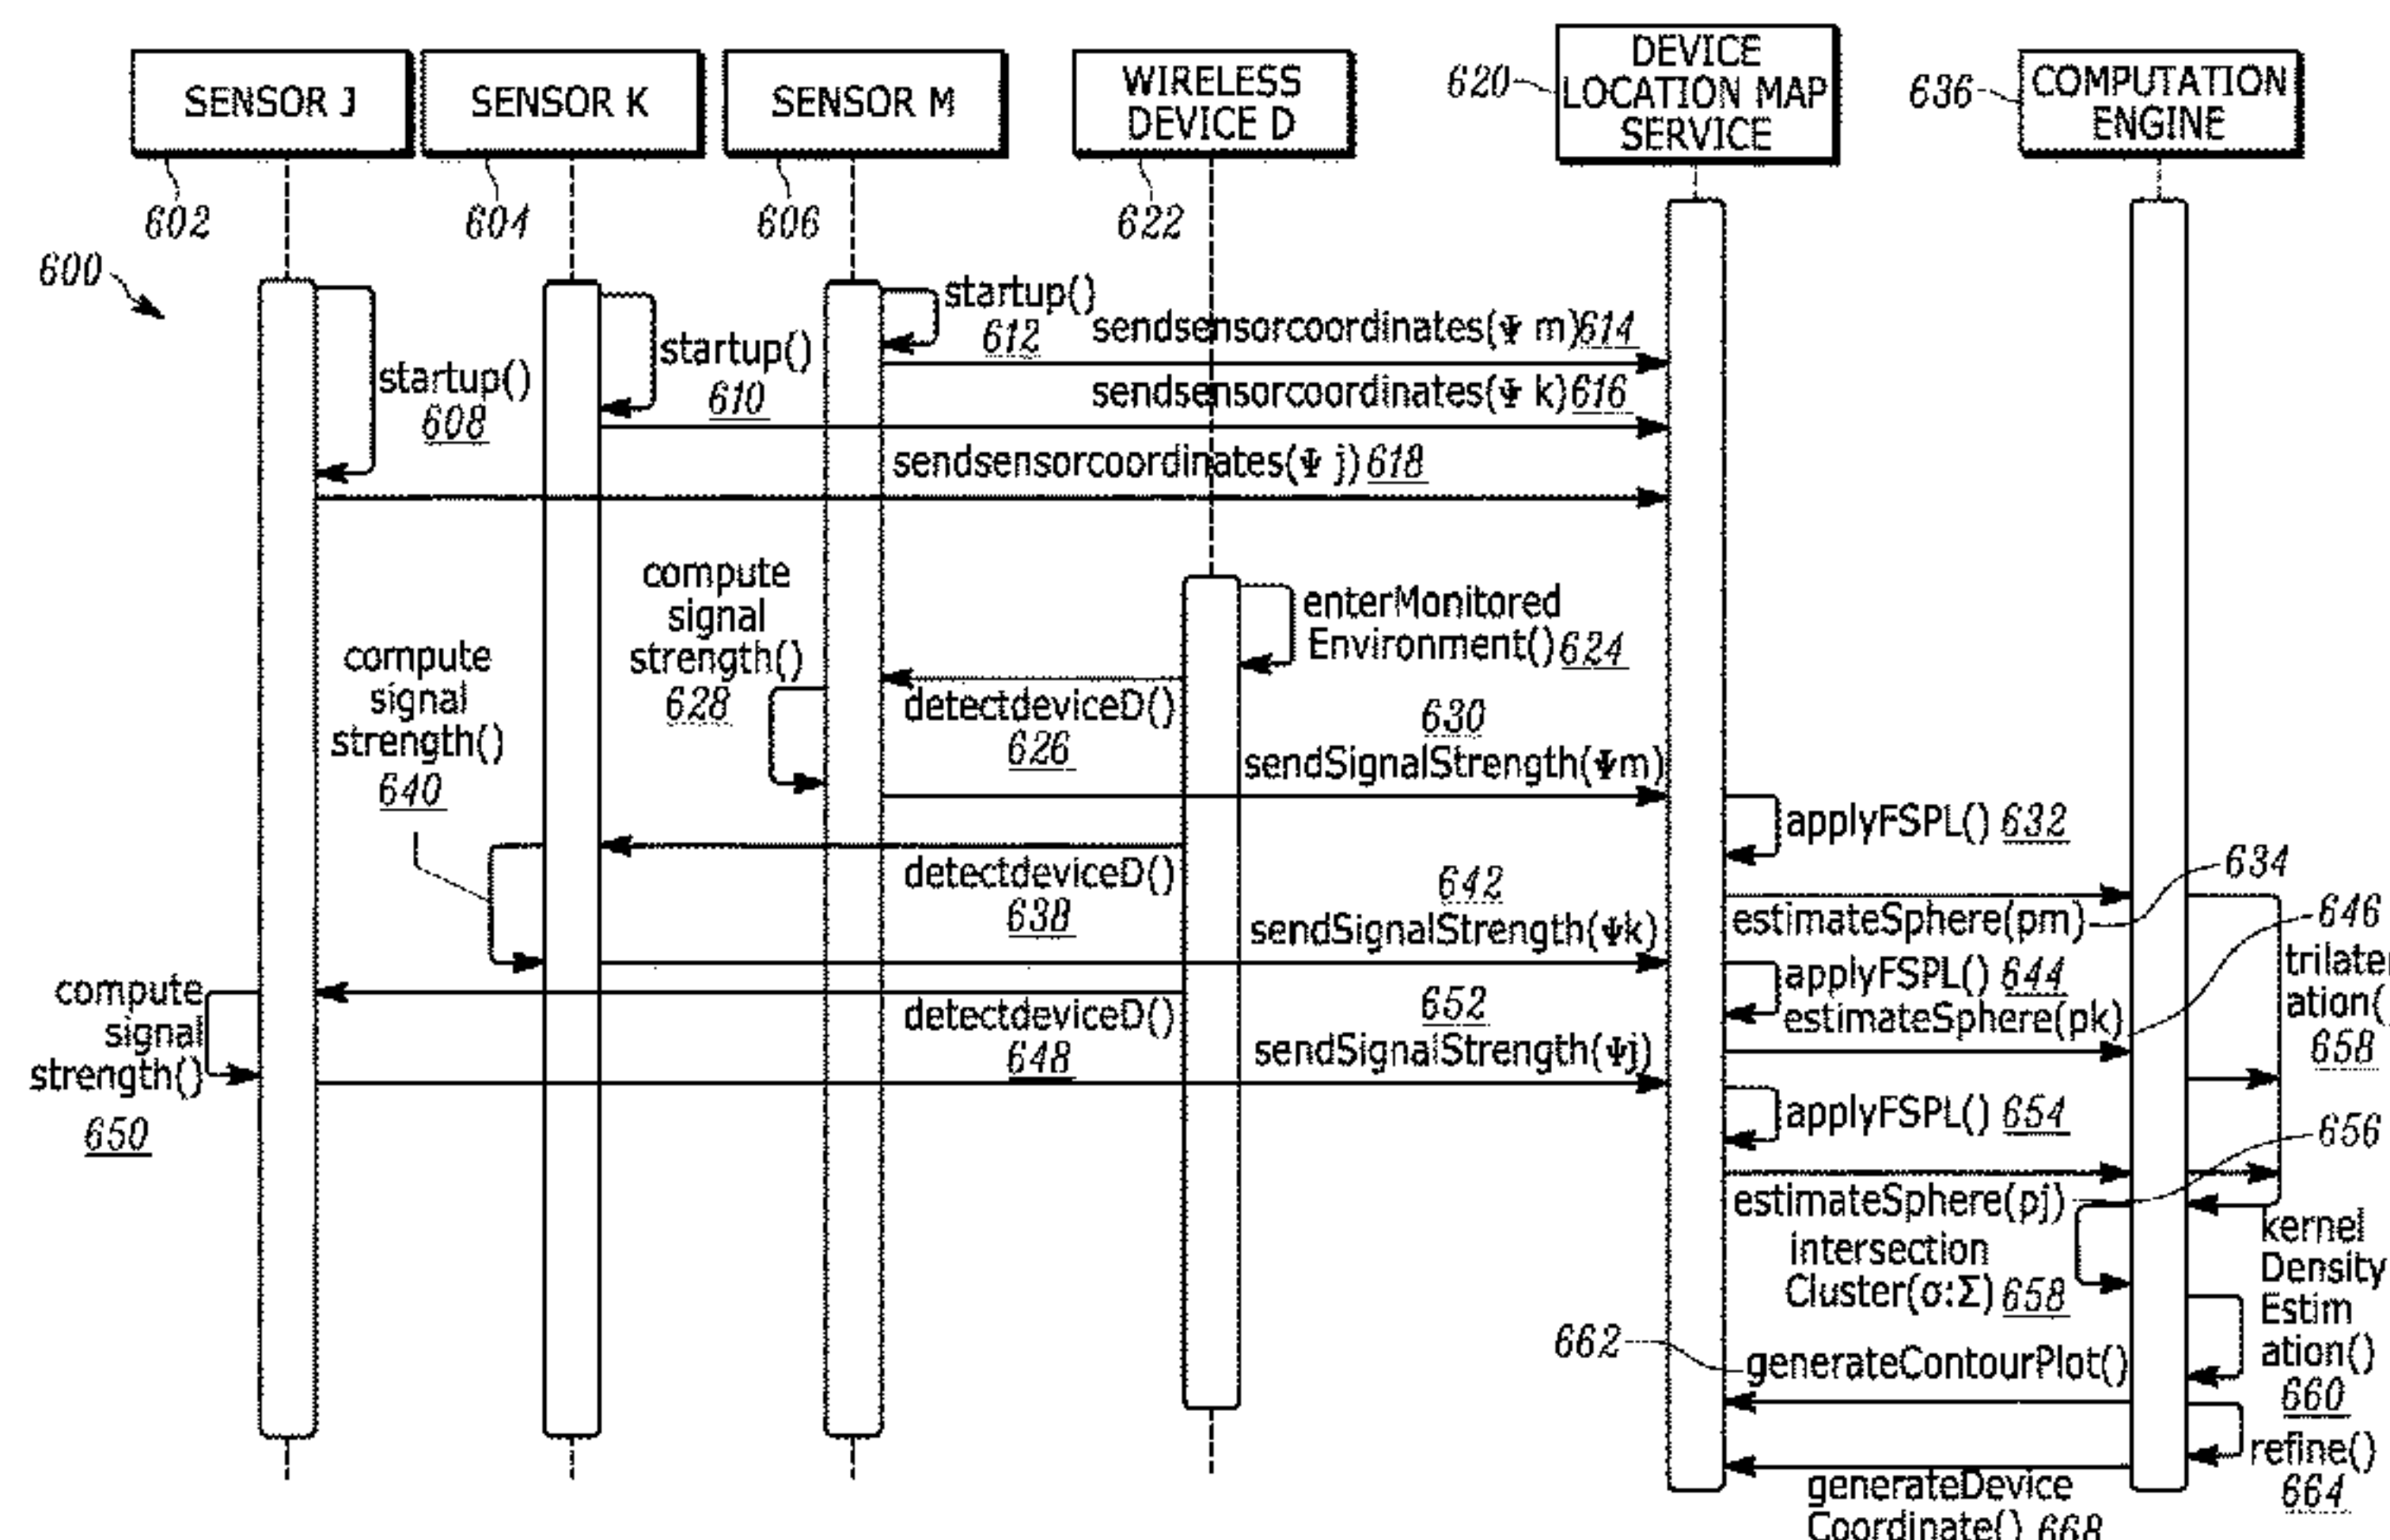 SENSOR J
SENSOR K
SENSOR M
WIRELESS
DEVICE D
DEVICE
LOCATION MAP
SERVICE
COMPUTATION
ENGINE
602
604
606
622
620
636
600
startup()
608
startup()
610
startup()
612
sendsensorcoordinates(Ψ m) 614
sendsensorcoordinates(Ψ k) 616
sendsensorcoordinates(Ψ j) 618
enterMonitored
Environment() 624
compute
signal
strength()
628
detectdeviceD()
626
630
sendSignalStrength(Ψm)
applyFSPL() 632
estimateSphere(pm)
634
compute
signal
strength()
640
detectdeviceD()
638
642
sendSignalStrength(Ψk)
applyFSPL() 644
estimateSphere(pk)
646
trilater
ation(
658
compute
signal
strength()
650
detectdeviceD()
648
652
sendSignalStrength(Ψj)
applyFSPL() 654
estimateSphere(pj)
656
intersection
Cluster(σ:Σ) 658
kernel
Density
Estim
ation()
660
662
generateContourPlot()
refine()
664
generateDevice
Coordinate() 668